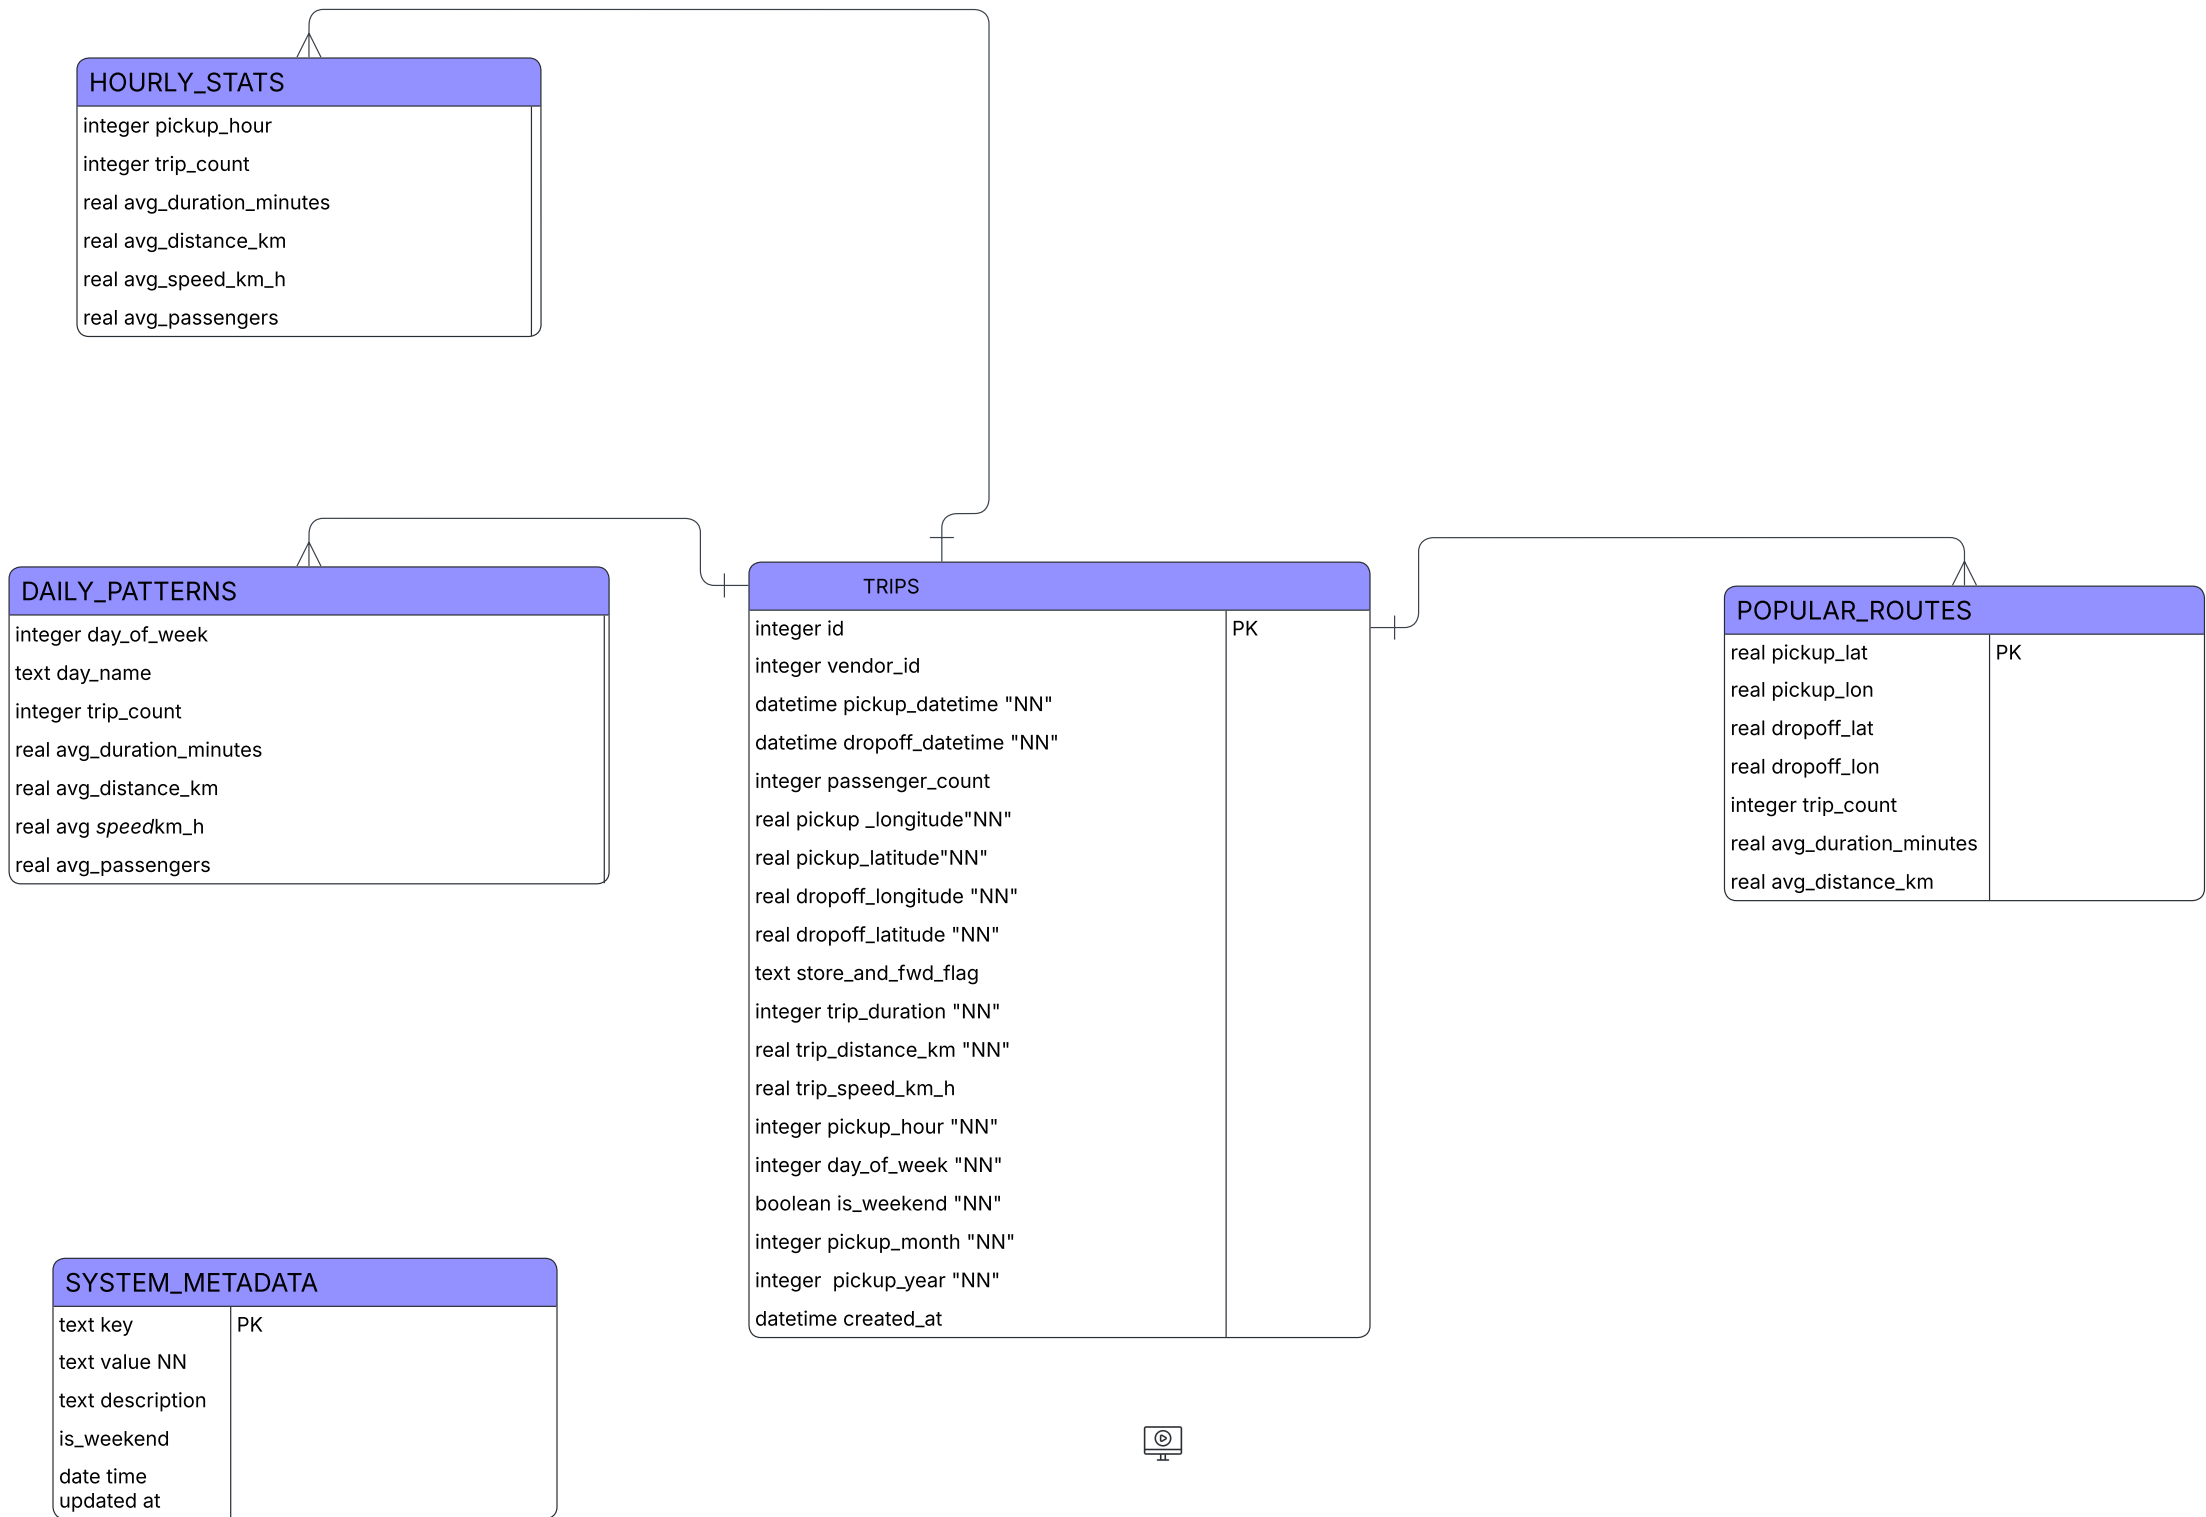 HOURLY_STATS
integer pickup_hour
integer trip_count
real avg_duration_minutes
real avg_distance_km
real avg_speed_km_h
real avg_passengers
DAILY_PATTERNS
integer day_of_week
text day_name
integer trip_count
real avg_duration_minutes
real avg_distance_km
real avg speedkm_h
real avg_passengers
TRIPS
integer id PK
integer vendor_id
datetime pickup_datetime "NN"
datetime dropoff_datetime "NN"
integer passenger_count
real pickup _longitude"NN"
real pickup_latitude"NN"
real dropoff_longitude "NN"
real dropoff_latitude "NN"
text store_and_fwd_flag
integer trip_duration "NN"
real trip_distance_km "NN"
real trip_speed_km_h
integer pickup_hour "NN"
integer day_of_week "NN"
boolean is_weekend "NN"
integer pickup_month "NN"
integer  pickup_year "NN"
datetime created_at
POPULAR_ROUTES
real pickup_lat PK
real pickup_lon
real dropoff_lat
real dropoff_lon
integer trip_count
real avg_duration_minutes
real avg_distance_km
SYSTEM_METADATA
text key PK
text value NN
text description
is_weekend
date time
updated at